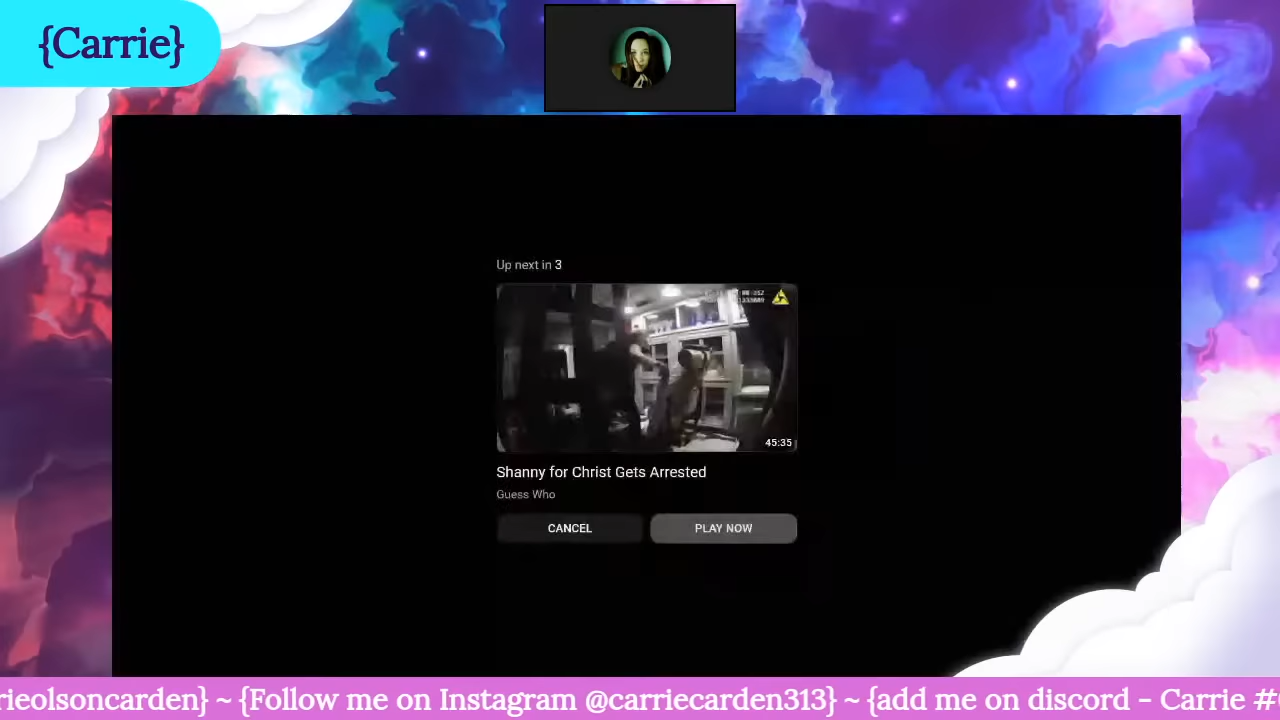 {Carrie}
Up next in 3
45:35
Shanny for Christ Gets Arrested
Guess Who
CANCEL
PLAY NOW
rieolsoncarden} ~ {Follow me on Instagram @carriecarden313} ~ {add me on discord - Carrie #